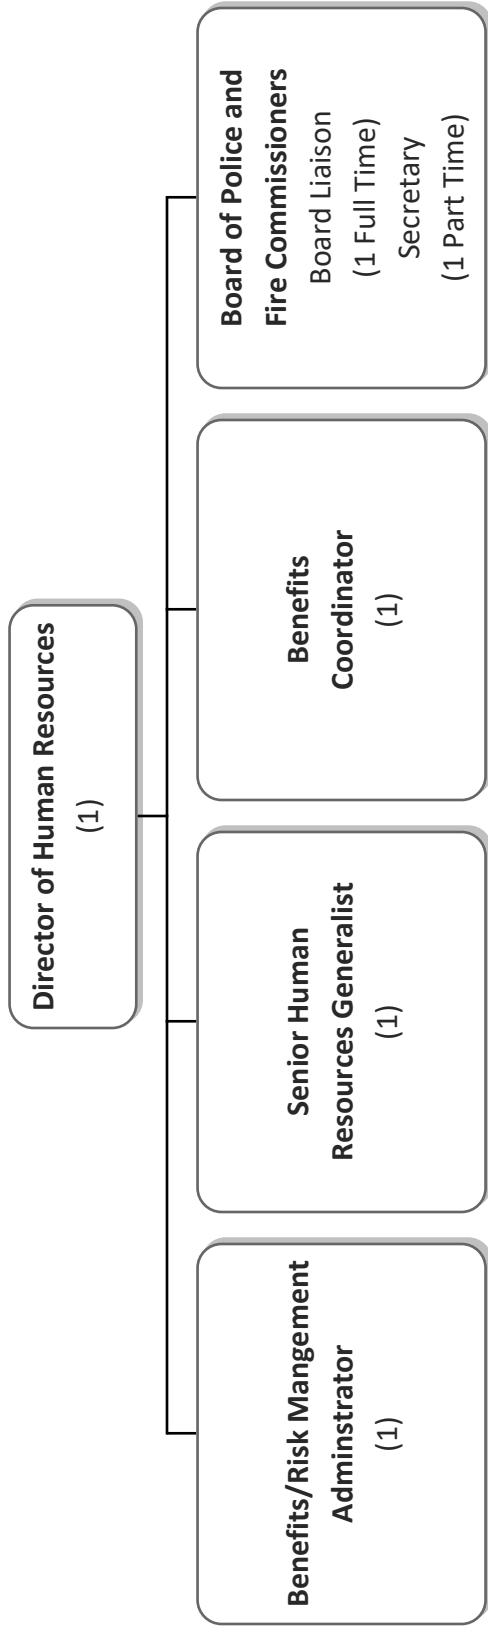 Director of Human Resources
(1)
Benefits/Risk Mangement
Adminstrator
(1)
Senior Human
Resources Generalist
(1)
Benefits
Coordinator
(1)
Board of Police and
Fire Commissioners
Board Liaison
(1 Full Time)
Secretary
(1 Part Time)